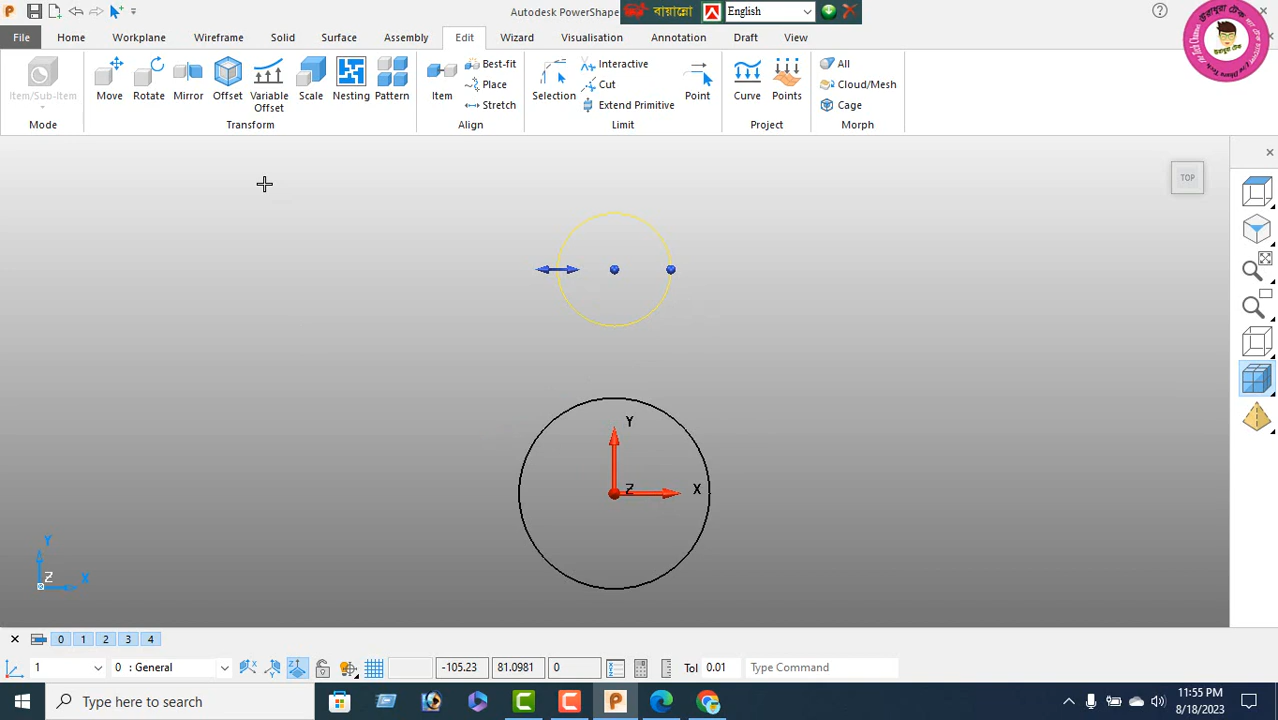 Autodesk PowerShape
বায়ান্নো
English
File
Home
Workplane
Wireframe
Solid
Surface
Assembly
Edit
Wizard
Visualisation
Annotation
Draft
View
Item/Sub-Item
Mode
Move
Rotate
Mirror
Offset
Variable
Offset
Scale
Nesting
Pattern
Transform
Item
Best-fit
Place
Stretch
Align
Selection
Interactive
Cut
Extend Primitive
Point
Limit
Curve
Points
Project
All
Cloud/Mesh
Cage
Morph
TOP
Y
Z
X
Y
Z
X
0 1 2 3 4
1
0 : General
-105.23
81.0981
0
Tol 0.01
Type Command
Type here to search
11:55 PM
8/18/2023